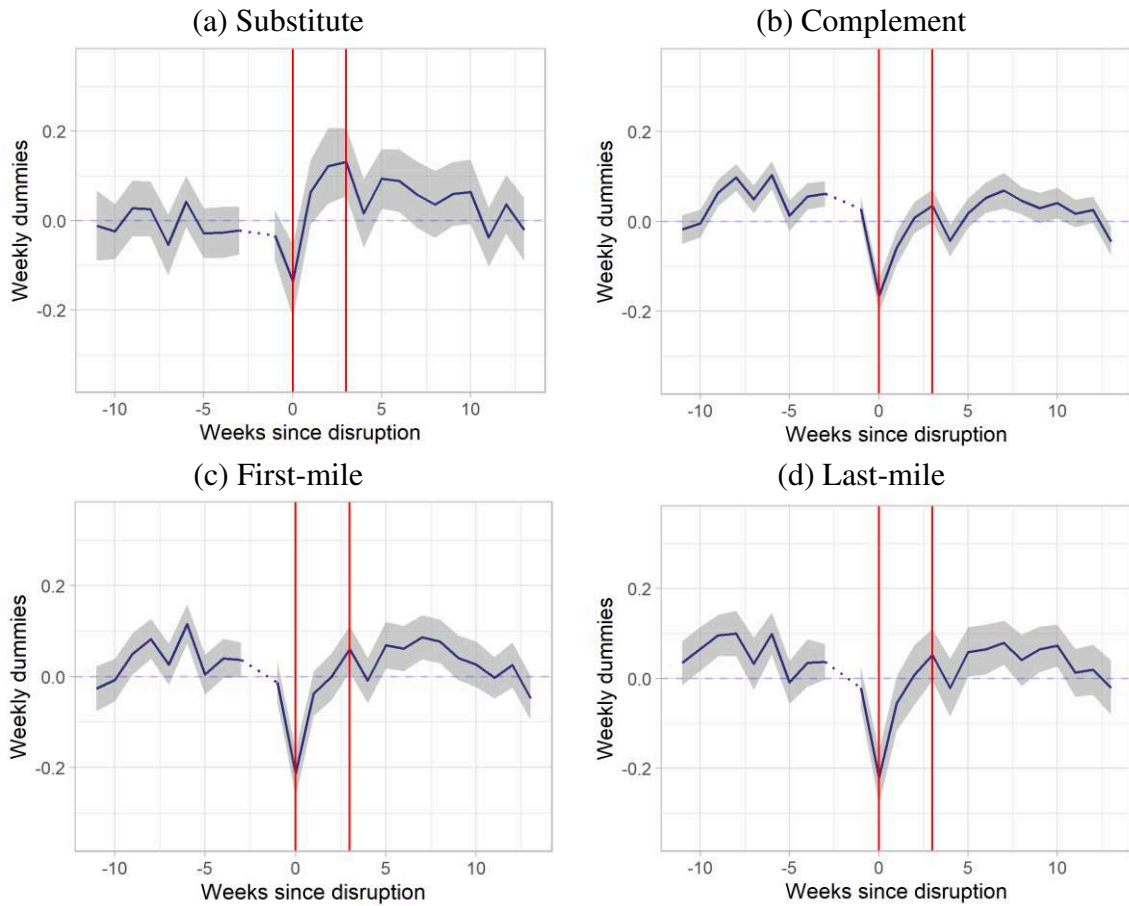 (a) Substitute
Weekly dummies
0.2
0.0
-0.2
-10 -5 0 5 10
Weeks since disruption
(b) Complement
Weekly dummies
0.2
0.0
-0.2
-10 -5 0 5 10
Weeks since disruption
(c) First-mile
Weekly dummies
0.2
0.0
-0.2
-10 -5 0 5 10
Weeks since disruption
(d) Last-mile
Weekly dummies
0.2
0.0
-0.2
-10 -5 0 5 10
Weeks since disruption